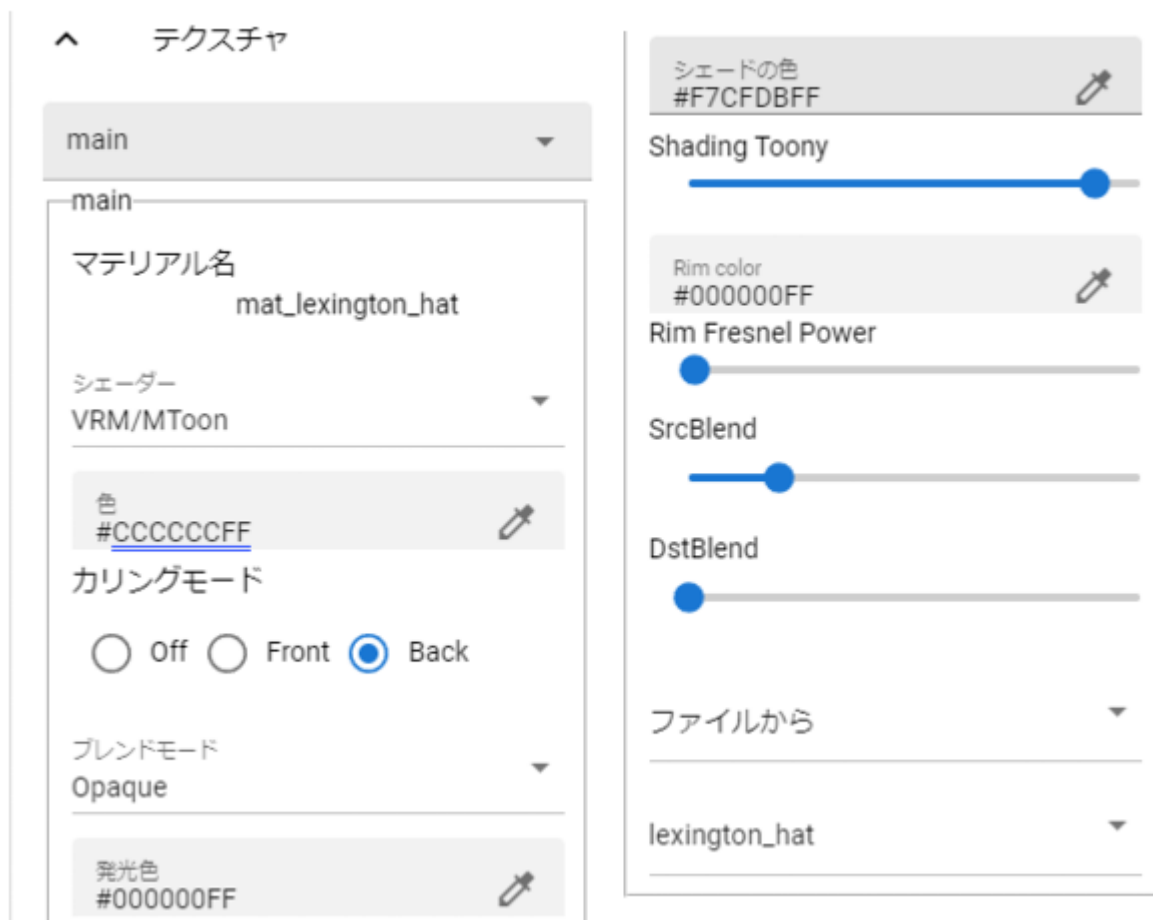 テクスチャ
main
main
マテリアル名
mat_lexington_hat
シェーダー
VRM/MToon
色
#CCCCCCFF
カリングモード
Off Front Back
ブレンドモード
Opaque
発光色
#000000FF
シェードの色
#F7CFDBFF
Shading Toony
Rim color
#000000FF
Rim Fresnel Power
SrcBlend
DstBlend
ファイルから
lexington_hat